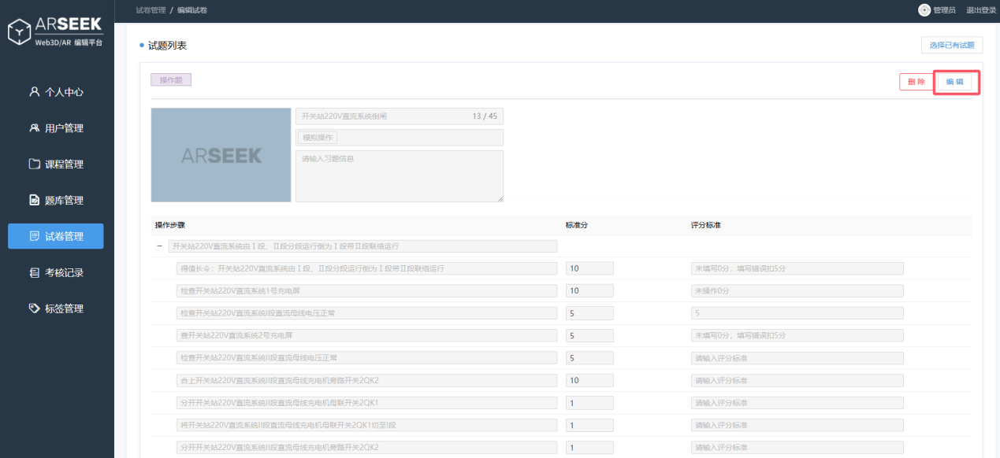 试卷管理 / 编辑试卷
管理员 退出登录
ARSEEK
Web3D/AR 编辑平台
个人中心
用户管理
课程管理
题库管理
试卷管理
考核记录
标签管理
试题列表
选择已有试题
操作题
删 除
编 辑
ARSEEK
开关站220V直流系统倒闸 13 / 45
模拟操作
请输入习题信息
操作步骤 标准分 评分标准
开关站220V直流系统由Ⅰ段、Ⅱ段分段运行倒为Ⅰ段带Ⅱ段联络运行
得值长令：开关站220V直流系统由Ⅰ段、Ⅱ段分段运行倒为Ⅰ段带Ⅱ段联络运行 10 未填写0分，填写错误扣5分
检查开关站220V直流系统1号充电屏 10 未操作0分
检查开关站220V直流系统I段直流母线电压正常 5 5
查开关站220V直流系统2号充电屏 5 未填写0分，填写错误扣5分
检查开关站220V直流系统II段直流母线电压正常 5 请输入评分标准
合上开关站220V直流系统II段直流母线充电机旁路开关2QK2 10 请输入评分标准
分开开关站220V直流系统II段直流母线充电机母联开关2QK1 1 请输入评分标准
将开关站220V直流系统II段直流母线充电机母联开关2QK1切至I段 1 请输入评分标准
分开开关站220V直流系统II段直流母线充电机旁路开关2QK2 1 请输入评分标准